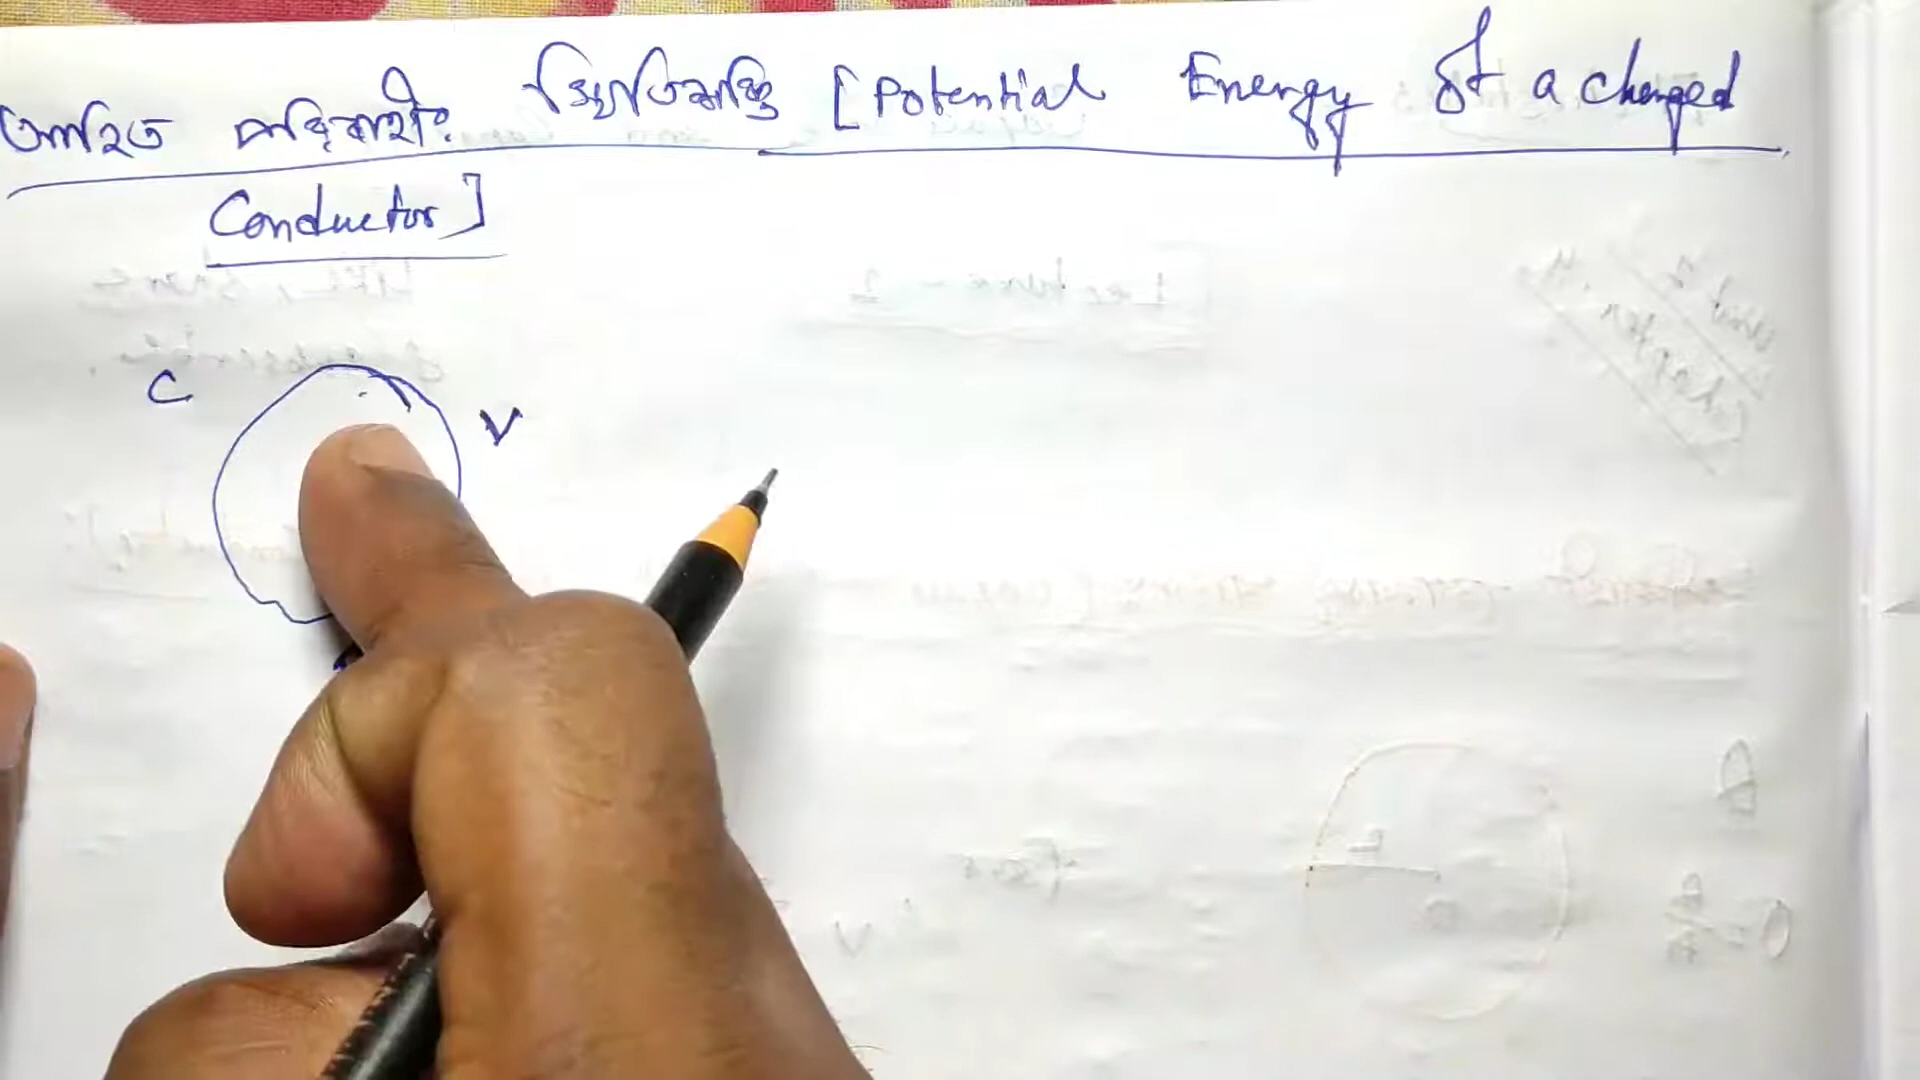 আহিত পরিবাহীর স্থিতিশক্তি [Potential Energy of a charged
Conductor]
C
V